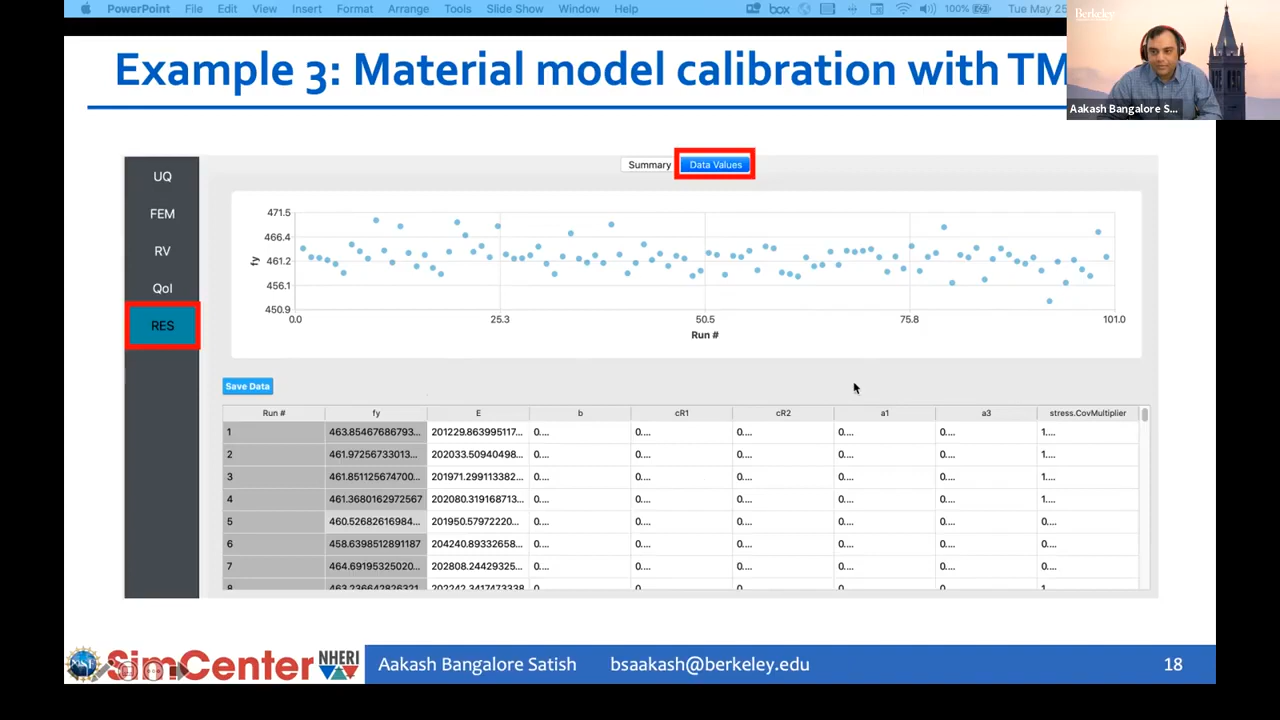 PowerPoint File Edit View Insert Format Arrange Tools Slide Show Window Help box 100% Tue May 25
Berkeley
Aakash Bangalore S...
Example 3: Material model calibration with TM
UQ
FEM
RV
QoI
RES
Summary Data Values
471.5
466.4
461.2
456.1
450.9
fy
0.0 25.3 50.5 75.8 101.0
Run #
Save Data
Run # fy E b cR1 cR2 a1 a3 stress.CovMultiplier
1 463.85467686793... 201229.863995117... 0.... 0.... 0.... 0.... 0.... 1....
2 461.97256733013... 202033.50940498... 0.... 0.... 0.... 0.... 0.... 1....
3 461.851125674700... 201971.299113382... 0.... 0.... 0.... 0.... 0.... 1....
4 461.3680162972567 202080.319168713... 0.... 0.... 0.... 0.... 0.... 1....
5 460.52682616984... 201950.57972220... 0.... 0.... 0.... 0.... 0.... 0....
6 458.6398512891187 204240.89332658... 0.... 0.... 0.... 0.... 0.... 0....
7 464.69195325020... 202808.24429325... 0.... 0.... 0.... 0.... 0.... 0....
8 463.236642826321 202242.3417473338 0 0 0 0 0 1
SimCenter NHERI Aakash Bangalore Satish bsaakash@berkeley.edu 18